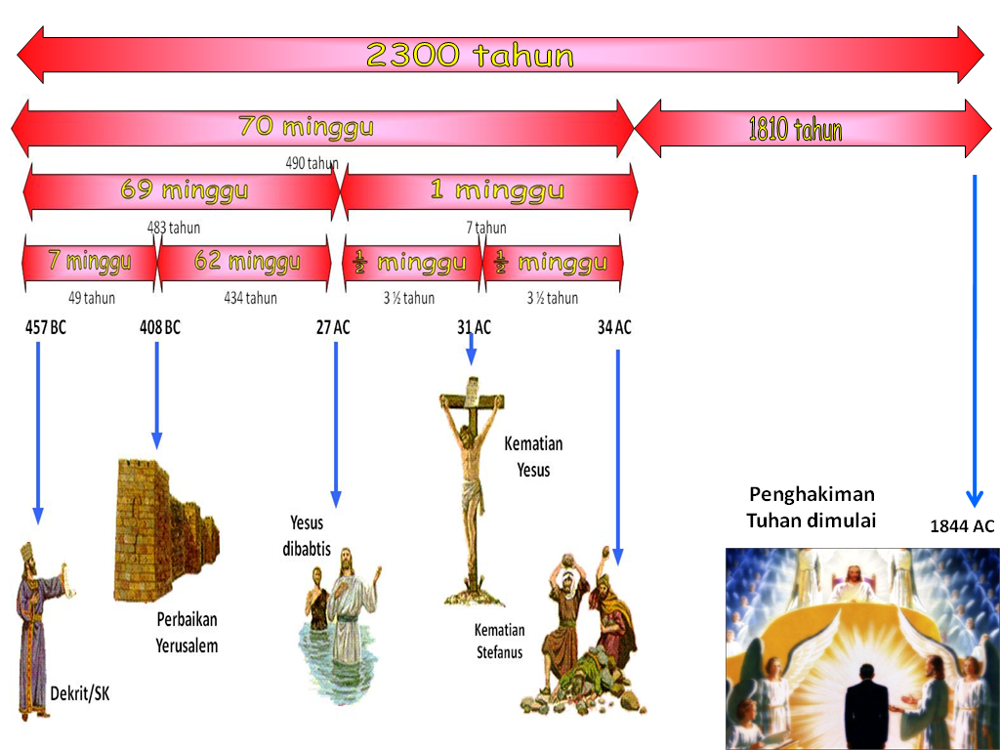 2300 tahun
70 minggu
1810 tahun
490 tahun
69 minggu
1 minggu
483 tahun
7 tahun
7 minggu
62 minggu
½ minggu
½ minggu
49 tahun
434 tahun
3 ½ tahun
3 ½ tahun
457 BC
408 BC
27 AC
31 AC
34 AC
Kematian
Yesus
Penghakiman
Tuhan dimulai
1844 AC
Yesus
dibabtis
Perbaikan
Yerusalem
Kematian
Stefanus
Dekrit/SK